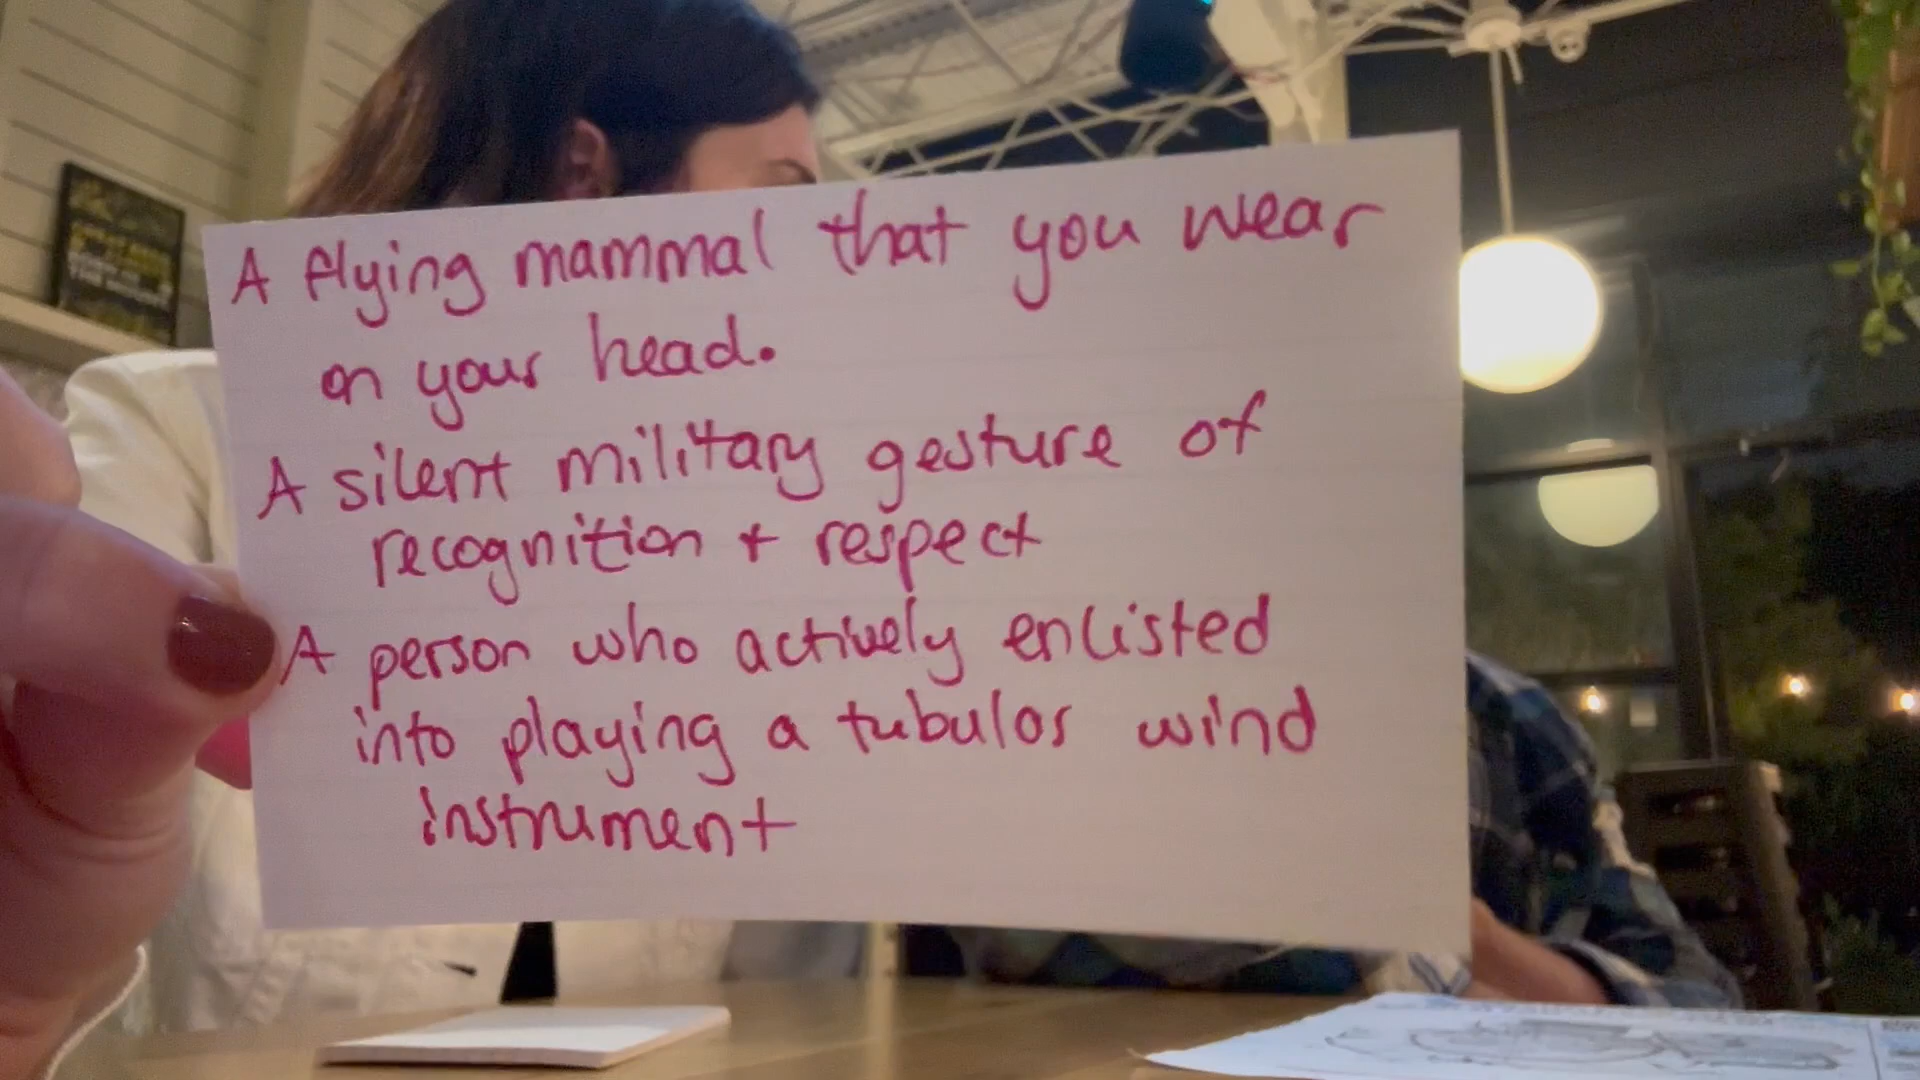 A flying mammal that you wear
on your head.
A silent military gesture of
recognition + respect
A person who actively enlisted
into playing a tubulos wind
instrument